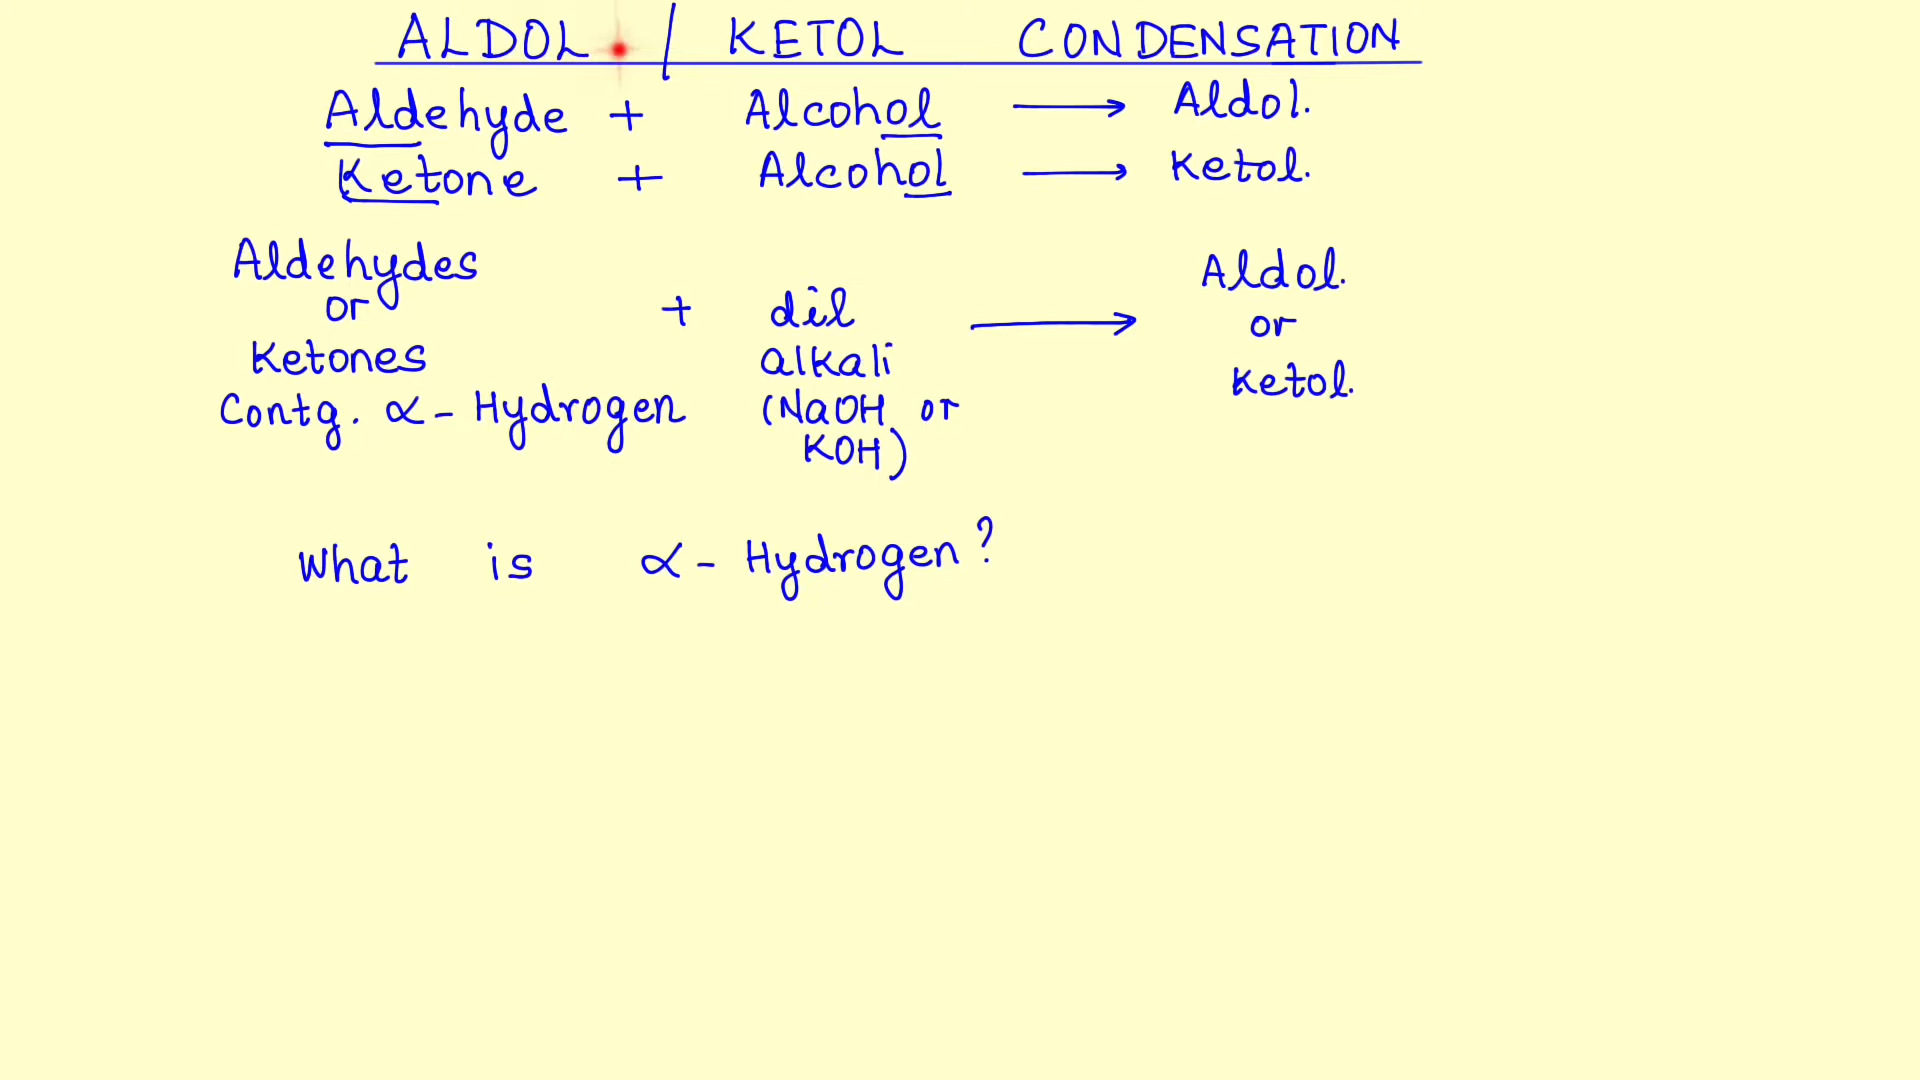 ALDOL / KETOL CONDENSATION
Aldehyde + Alcohol ⟶ Aldol.
Ketone + Alcohol ⟶ Ketol.
Aldehydes
or
Ketones
Contg. α - Hydrogen
+ dil
alkali
(NaOH or
KOH)
⟶
Aldol.
or
Ketol.
What is α - Hydrogen?